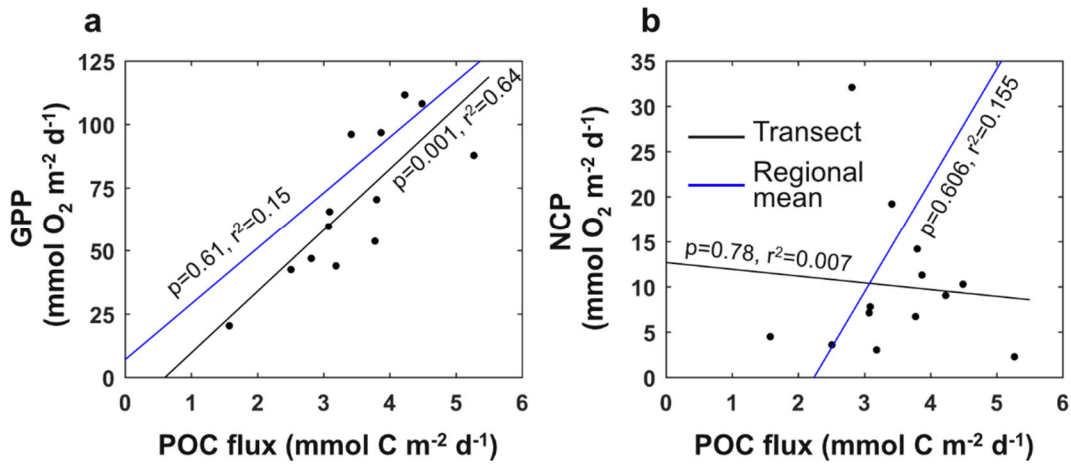 a
125
100
75
50
25
0
0 1 2 3 4 5 6
GPP
(mmol O₂ m⁻² d⁻¹)
POC flux (mmol C m⁻² d⁻¹)
p=0.61, r²=0.15
p=0.001, r²=0.64
b
35
30
25
20
15
10
5
0
0 1 2 3 4 5 6
NCP
(mmol O₂ m⁻² d⁻¹)
POC flux (mmol C m⁻² d⁻¹)
Transect
Regional
mean
p=0.78, r²=0.007
p=0.606, r²=0.155